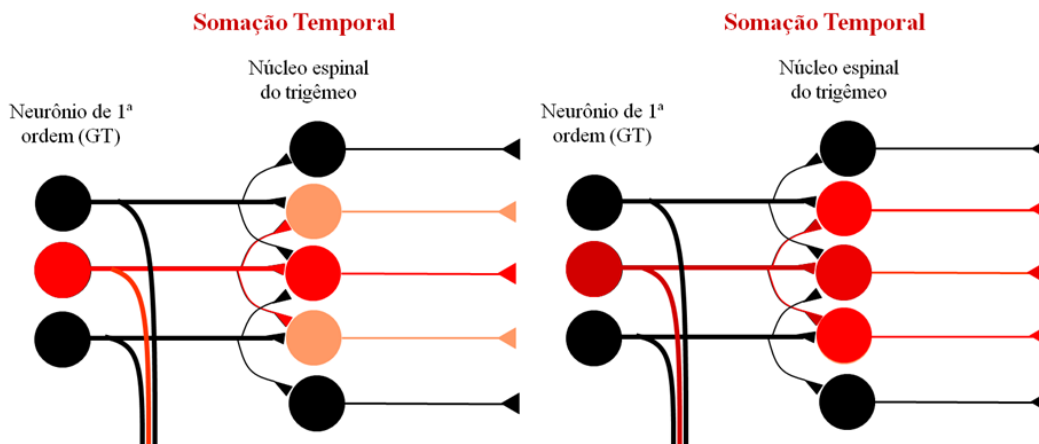 Somação Temporal
Núcleo espinal
do trigêmeo
Neurônio de 1ª
ordem (GT)
Somação Temporal
Núcleo espinal
do trigêmeo
Neurônio de 1ª
ordem (GT)